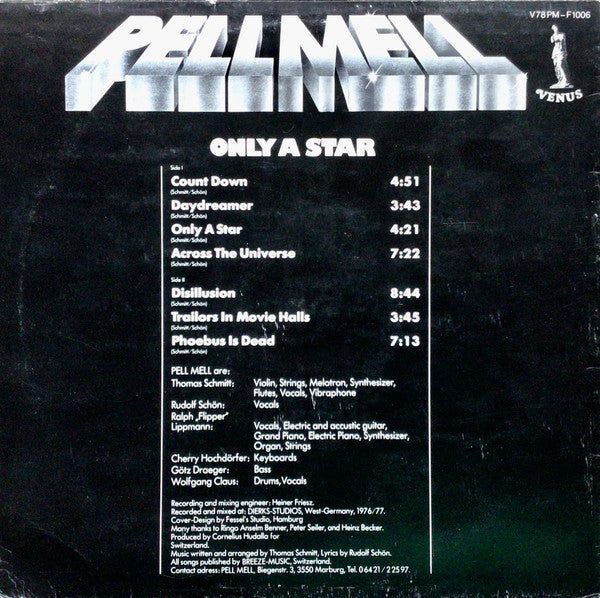 PELL MELL
V78PM-F1006
VENUS
ONLY A STAR
Side I
Count Down 4:51
(Schmitt/Schön)
Daydreamer 3:43
(Schmitt/Schön)
Only A Star 4:21
(Schmitt/Schön)
Across The Universe 7:22
(Schmitt/Schön)
Side II
Disillusion 8:44
(Schmitt/Schön)
Trailors In Movie Halls 3:45
(Schmitt/Schön)
Phoebus Is Dead 7:13
(Schmitt/Schön)
PELL MELL are:
Thomas Schmitt: Violin, Strings, Melotron, Synthesizer,
Flutes, Vocals, Vibraphone
Rudolf Schön: Vocals
Ralph „Flipper"
Lippmann: Vocals, Electric and accustic guitar,
Grand Piano, Electric Piano, Synthesizer,
Organ, Strings
Cherry Hochdörfer: Keyboards
Götz Draeger: Bass
Wolfgang Claus: Drums, Vocals
Recording and mixing engineer: Heiner Friesz.
Recorded and mixed at: DIERKS-STUDIOS, West-Germany, 1976/77.
Cover-Design by Fessel's Studio, Hamburg
Many thanks to Ringo Anselm Benner, Peter Seiler, and Heinz Becker.
Produced by Cornelius Hudalla for
Switzerland.
Music written and arranged by Thomas Schmitt, Lyrics by Rudolf Schön.
All songs published by BREEZE-MUSIC, Switzerland.
Contact adress: PELL MELL, Biegenstr. 3, 3550 Marburg, Tel. 0 64 21 / 2 25 97.